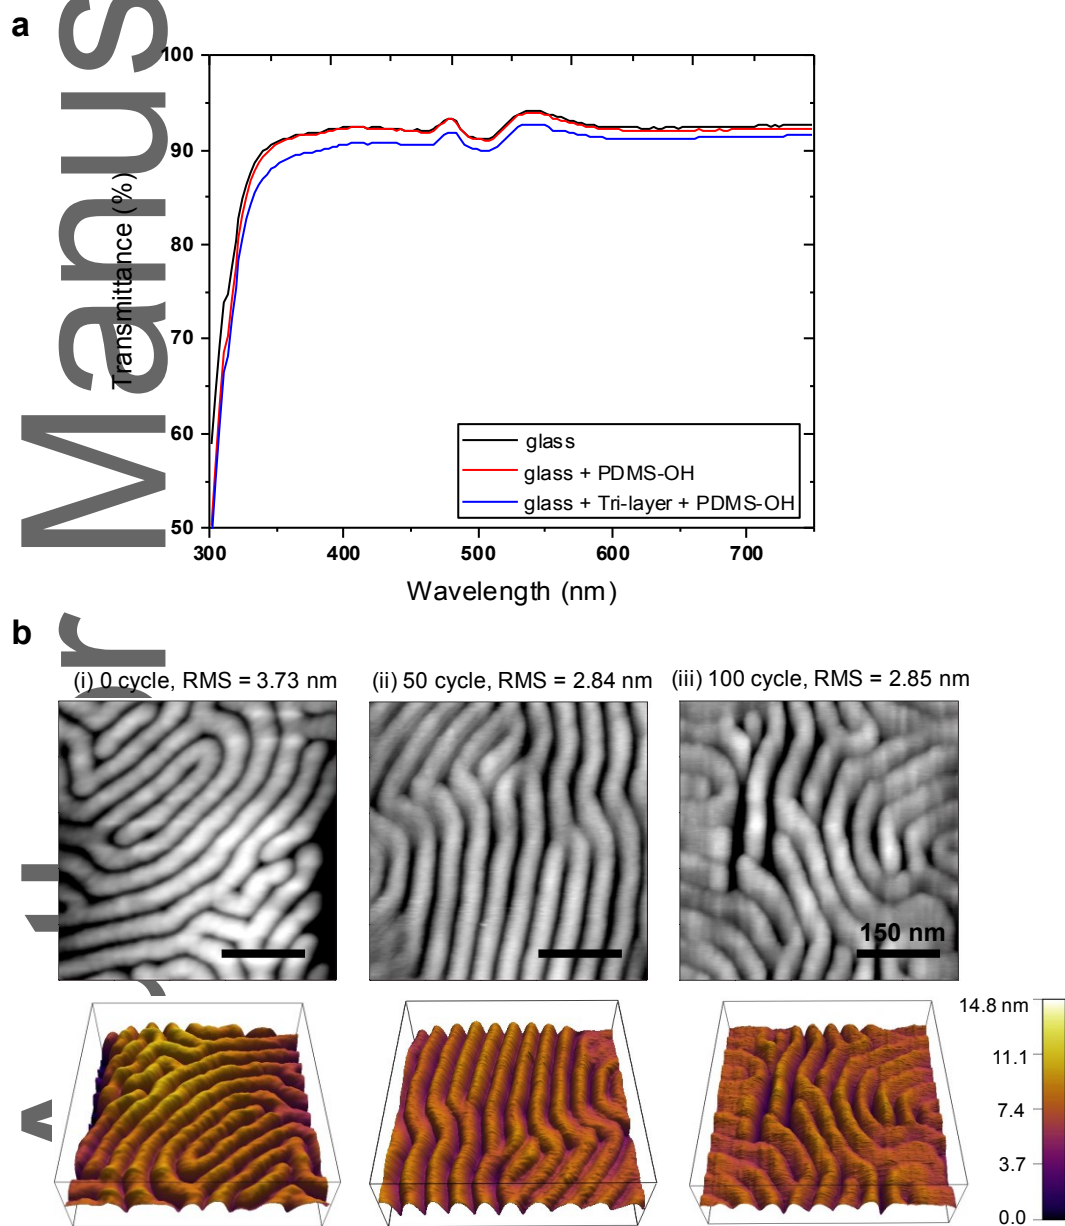 a
Manus
100
90
80
70
60
50
Transmittance (%)
glass
glass + PDMS-OH
glass + Tri-layer + PDMS-OH
300
400
500
600
700
Wavelength (nm)
b
(i) 0 cycle, RMS = 3.73 nm
(ii) 50 cycle, RMS = 2.84 nm
(iii) 100 cycle, RMS = 2.85 nm
150 nm
14.8 nm
11.1
7.4
3.7
0.0